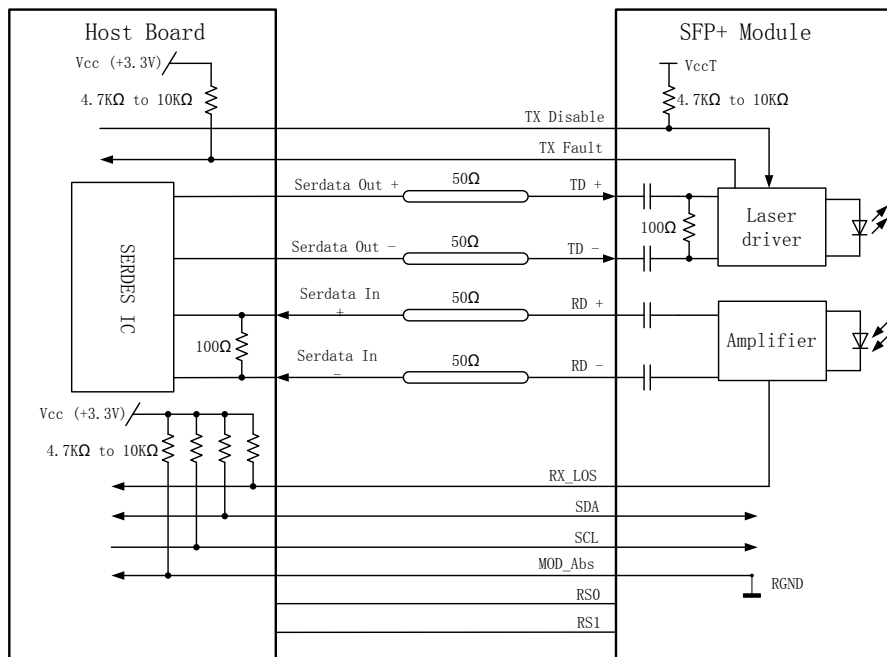 Host Board
SFP+ Module
Vcc (+3.3V)
VccT
4.7KΩ to 10KΩ
4.7KΩ to 10KΩ
TX Disable
TX Fault
Serdata Out +
50Ω
TD +
100Ω
Laser
driver
Serdata Out -
50Ω
TD -
SERDES IC
Serdata In
+
50Ω
RD +
100Ω
Amplifier
Serdata In
-
50Ω
RD -
Vcc (+3.3V)
4.7KΩ to 10KΩ
RX_LOS
SDA
SCL
MOD_Abs
RGND
RS0
RS1